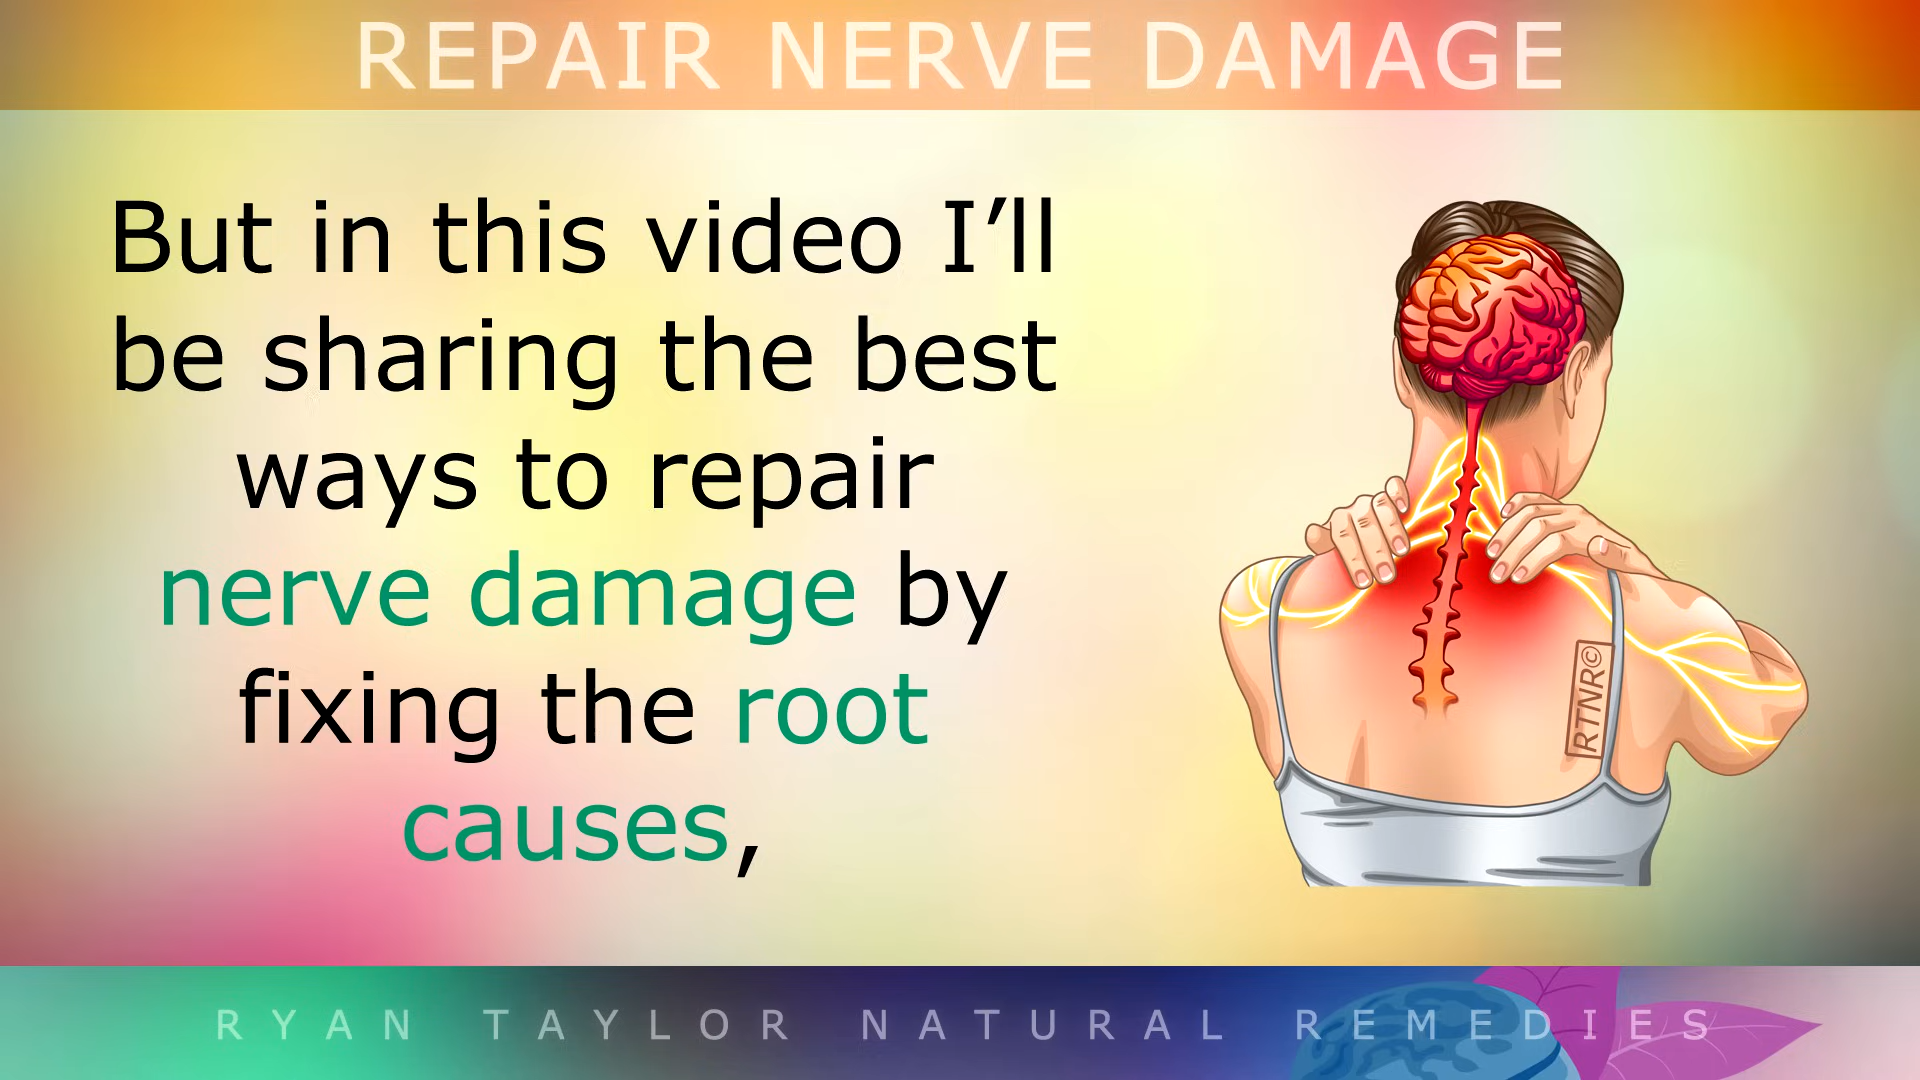 REPAIR NERVE DAMAGE
But in this video I’ll
be sharing the best
ways to repair
nerve damage by
fixing the root
causes,
RTNR©
RYAN TAYLOR NATURAL REMEDIES